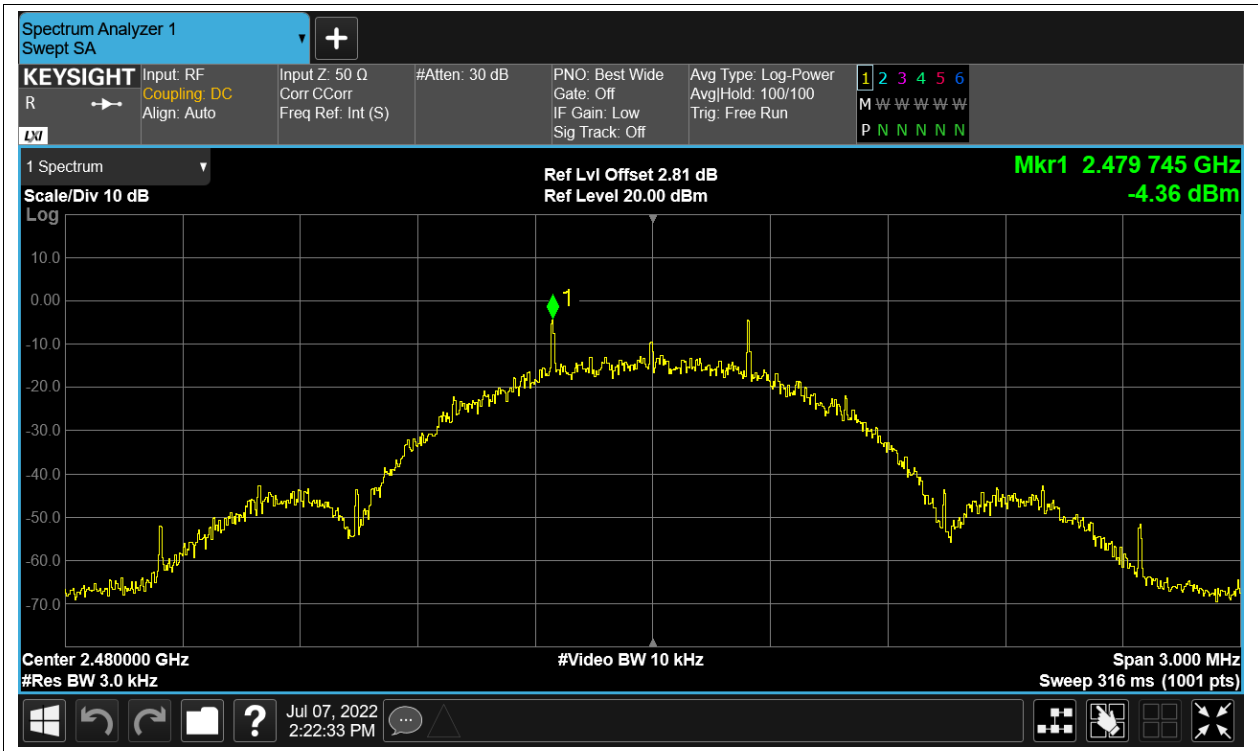 Spectrum Analyzer 1
Swept SA
KEYSIGHT
R
LXI
Input: RF
Coupling: DC
Align: Auto
Input Z: 50 Ω
Corr CCorr
Freq Ref: Int (S)
#Atten: 30 dB
PNO: Best Wide
Gate: Off
IF Gain: Low
Sig Track: Off
Avg Type: Log-Power
Avg|Hold: 100/100
Trig: Free Run
1 2 3 4 5 6
M W W W W W
P N N N N N
1 Spectrum
Scale/Div 10 dB
Log
Ref Lvl Offset 2.81 dB
Ref Level 20.00 dBm
Mkr1 2.479 745 GHz
-4.36 dBm
10.0
0.00
1
-10.0
-20.0
-30.0
-40.0
-50.0
-60.0
-70.0
Center 2.480000 GHz
#Res BW 3.0 kHz
#Video BW 10 kHz
Span 3.000 MHz
Sweep 316 ms (1001 pts)
?
Jul 07, 2022
2:22:33 PM